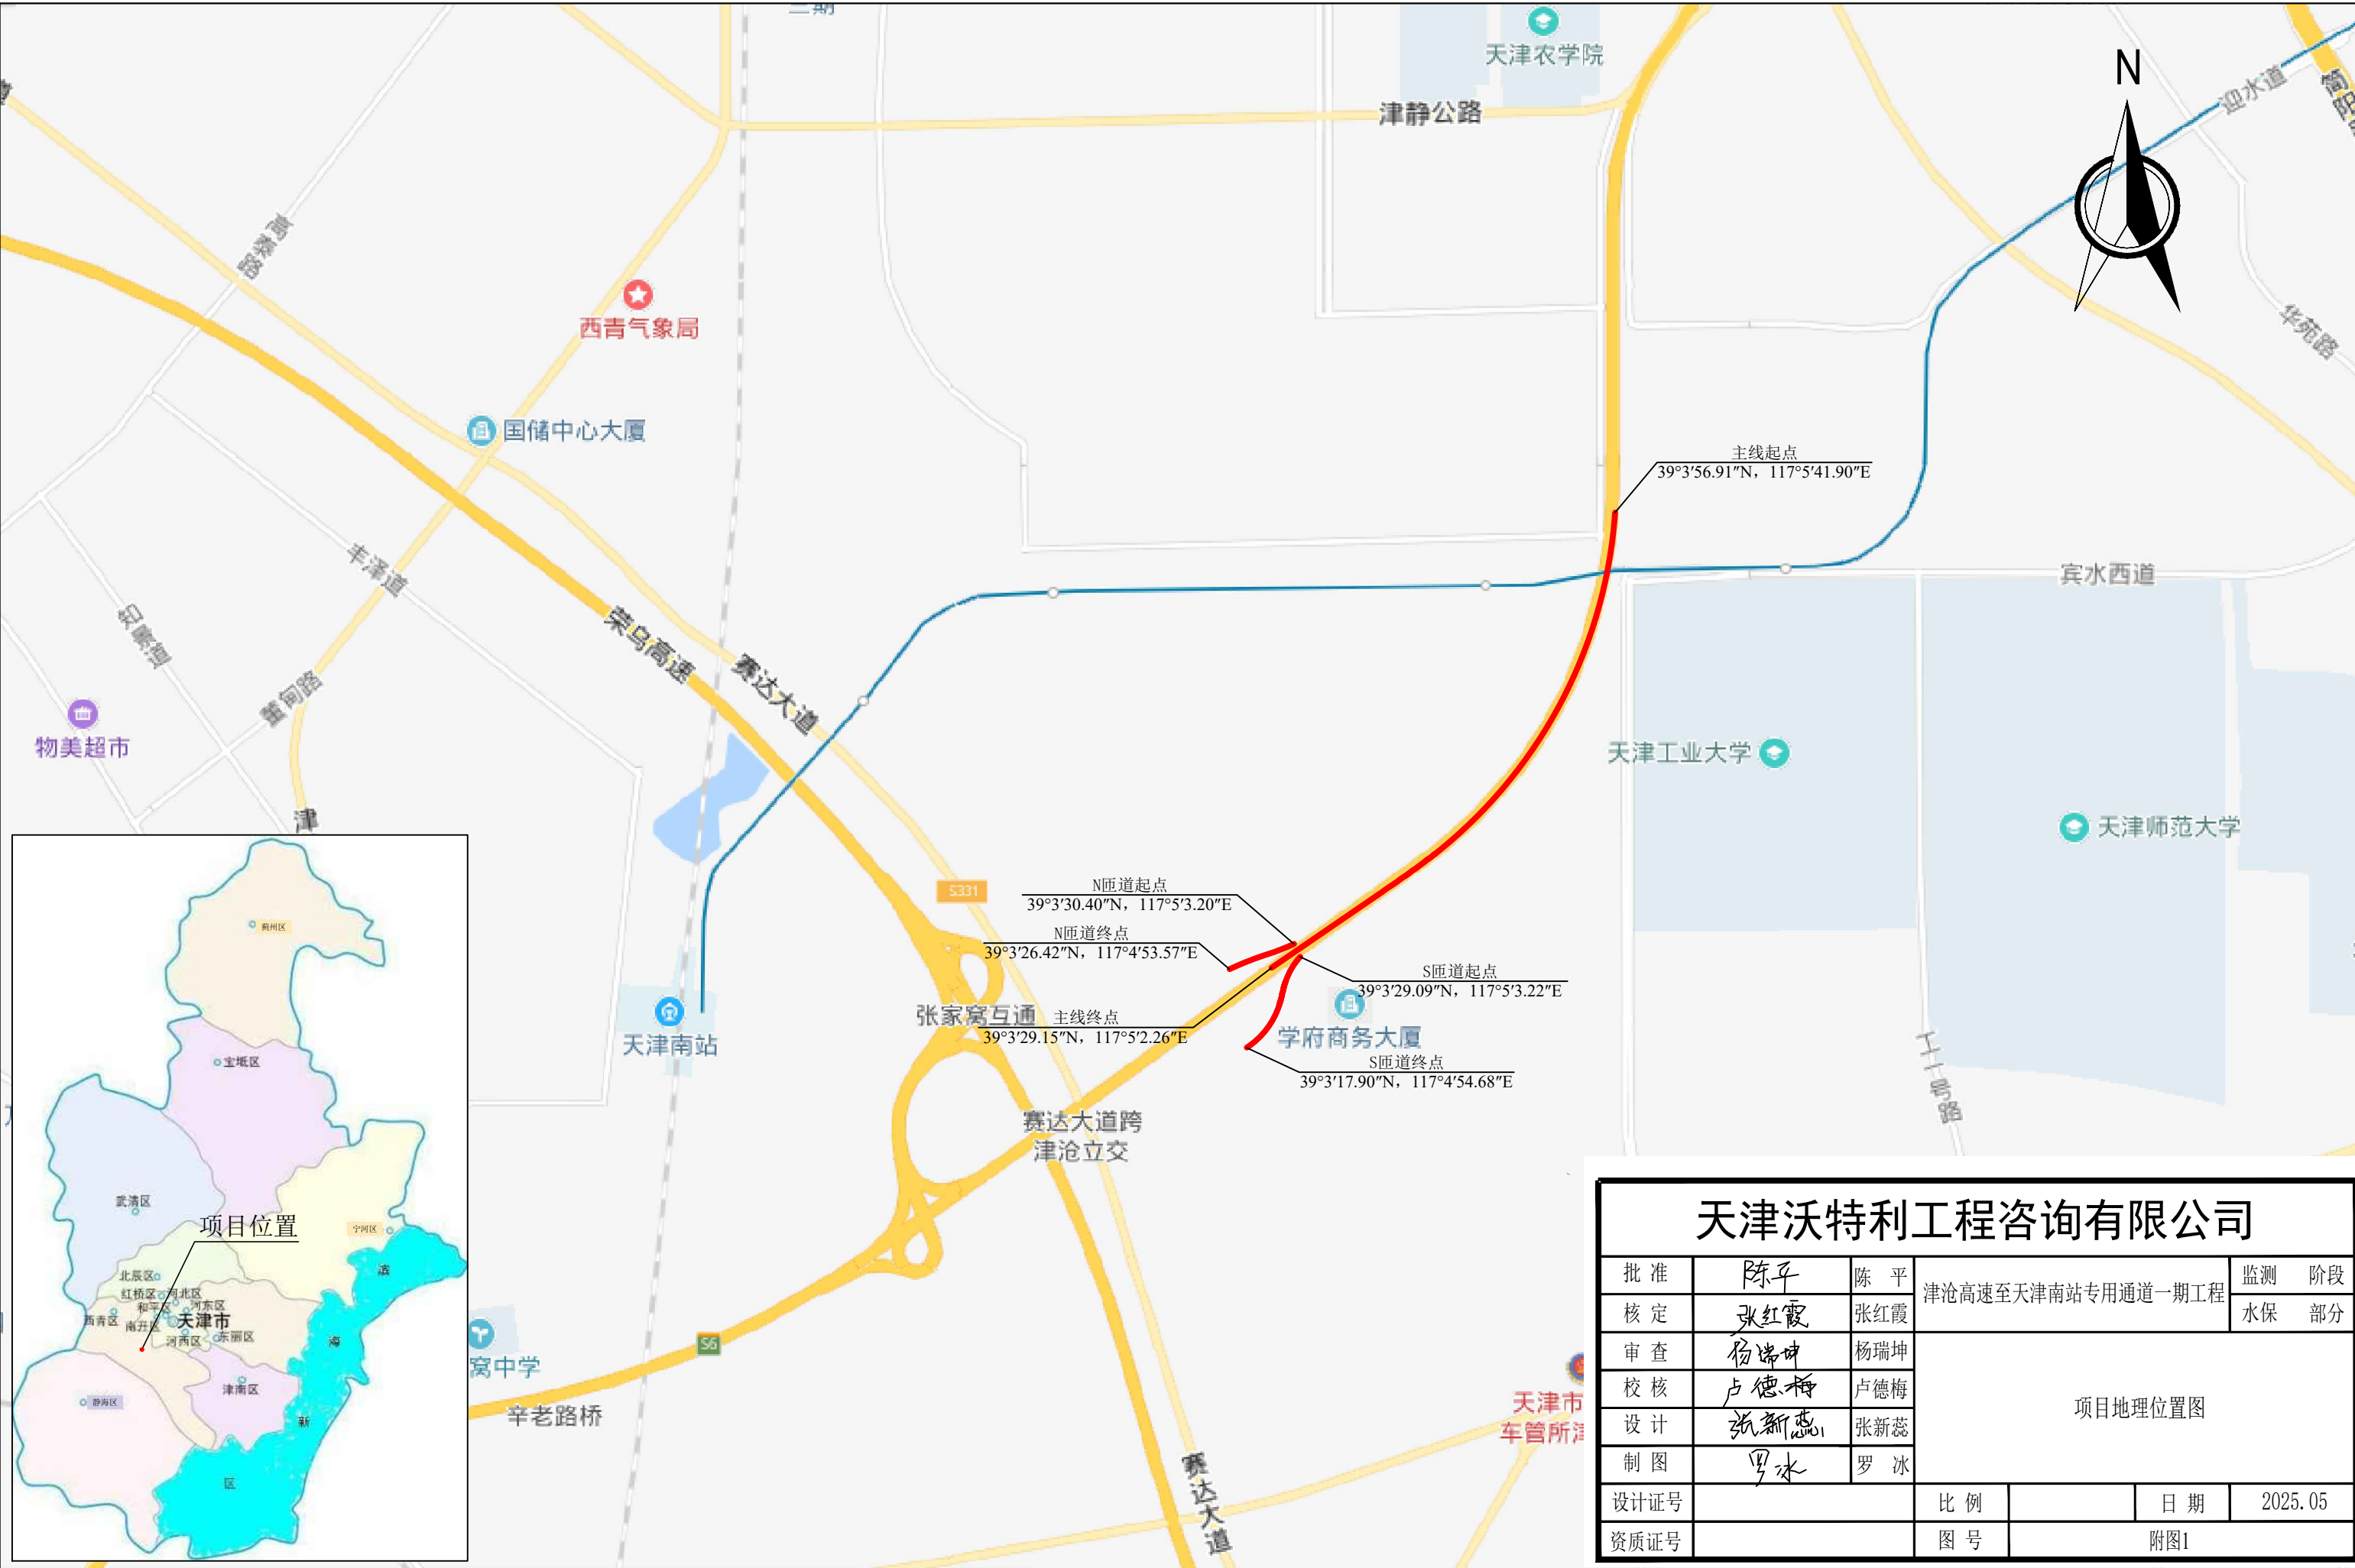 天津农学院
津静公路
N
迎水道
高泰路
西青气象局
华苑路
国储中心大厦
主线起点
39°3′56.91″N，117°5′41.90″E
丰泽道
宾水西道
荣乌高速
赛达大道
董甸路
物美超市
天津工业大学
天津师范大学
津
S331
N匝道起点
39°3′30.40″N，117°5′3.20″E
N匝道终点
39°3′26.42″N，117°4′53.57″E
S匝道起点
39°3′29.09″N，117°5′3.22″E
张家窝互通
主线终点
39°3′29.15″N，117°5′2.26″E
学府商务大厦
天津南站
S匝道终点
39°3′17.90″N，117°4′54.68″E
赛达大道跨
津沧立交
工一号路
S6
窝中学
辛老路桥
赛达大道
天津市
车管所
蓟州区
宝坻区
武清区
项目位置
宁河区
北辰区
红桥区
河北区
和平区
河东区
西青区
南开区
天津市
河西区
东丽区
津南区
静海区
滨
海
新
区
天津沃特利工程咨询有限公司
批 准 陈平 陈 平 津沧高速至天津南站专用通道一期工程 监测 阶段
核 定 张红霞 张红霞 水保 部分
审 查 杨瑞坤 杨瑞坤 项目地理位置图
校 核 卢德梅 卢德梅
设 计 张新蕊 张新蕊
制 图 罗冰 罗 冰
设计证号 比 例 日 期 2025.05
资质证号 图 号 附图1